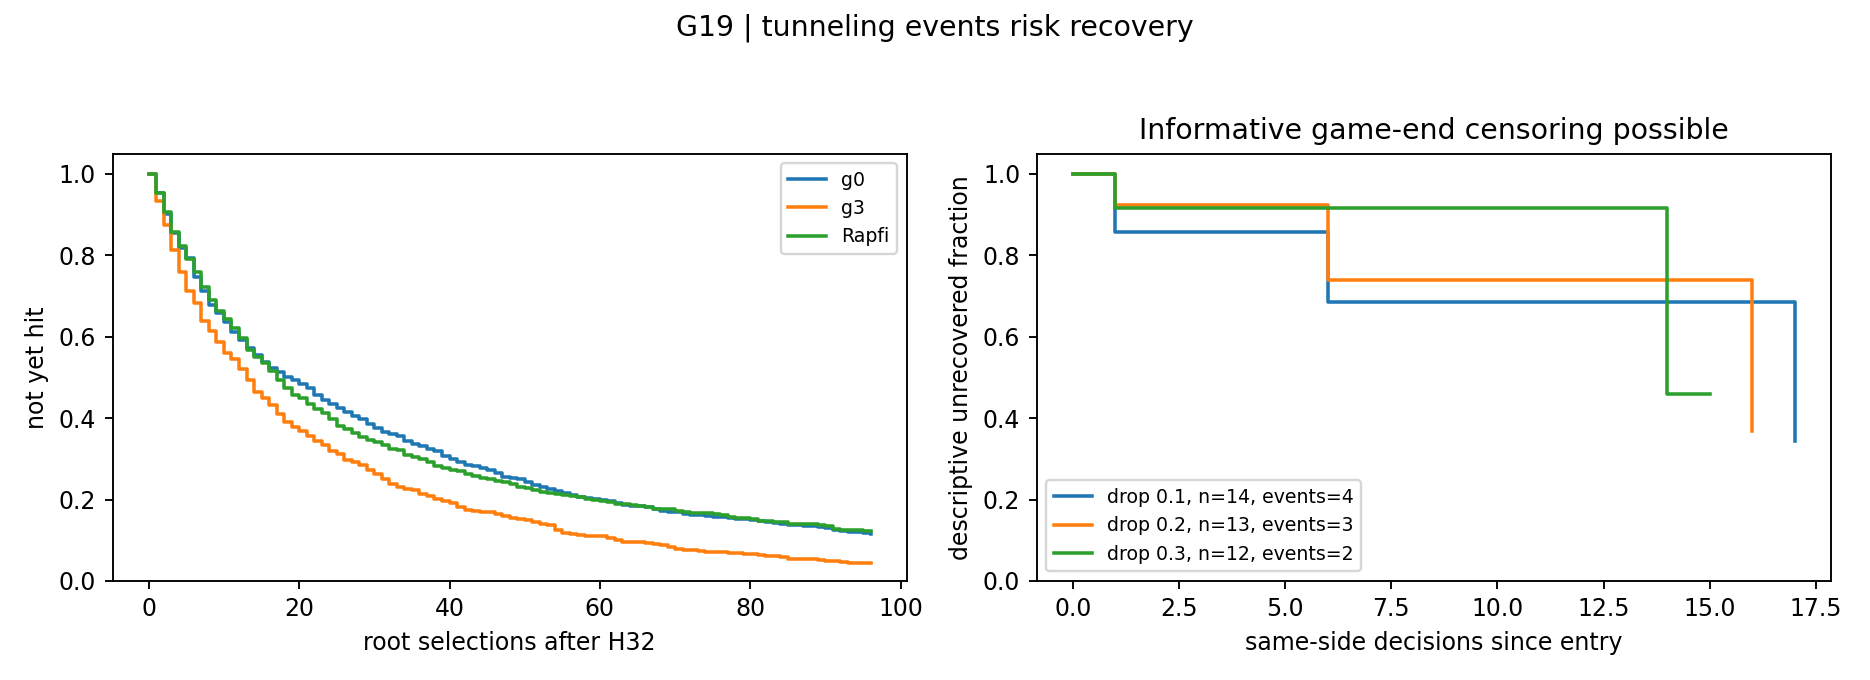 G19 | tunneling events risk recovery
not yet hit
1.0
0.8
0.6
0.4
0.2
0.0
0
20
40
60
80
100
root selections after H32
g0
g3
Rapfi
Informative game-end censoring possible
descriptive unrecovered fraction
1.0
0.8
0.6
0.4
0.2
0.0
0.0
2.5
5.0
7.5
10.0
12.5
15.0
17.5
same-side decisions since entry
drop 0.1, n=14, events=4
drop 0.2, n=13, events=3
drop 0.3, n=12, events=2